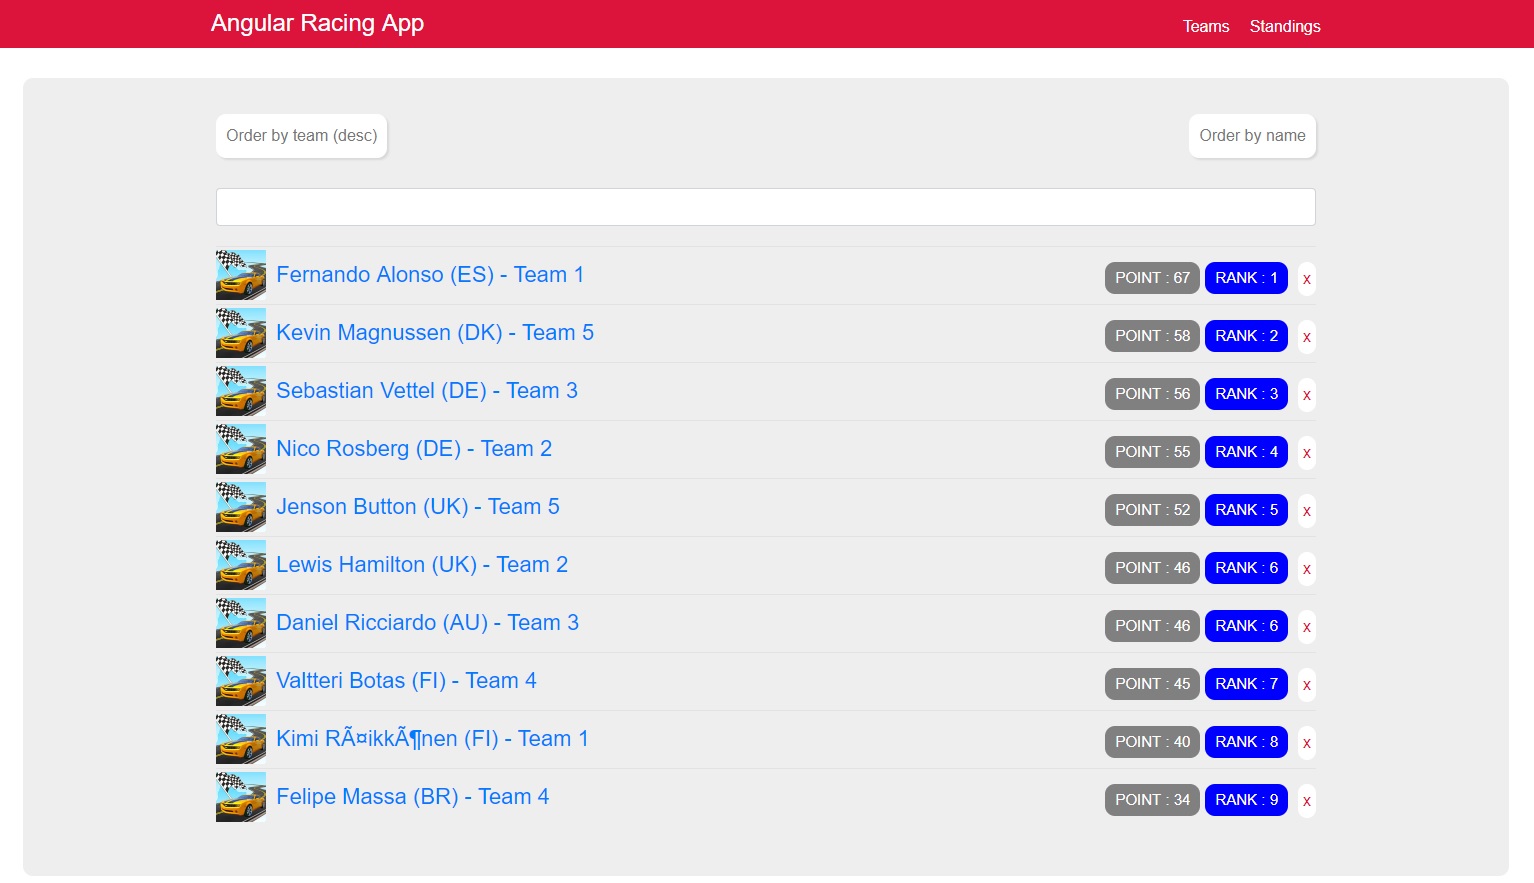 Angular Racing App Teams Standings
Order by team (desc) Order by name
Fernando Alonso (ES) - Team 1 POINT : 67 RANK : 1 x
Kevin Magnussen (DK) - Team 5 POINT : 58 RANK : 2 x
Sebastian Vettel (DE) - Team 3 POINT : 56 RANK : 3 x
Nico Rosberg (DE) - Team 2 POINT : 55 RANK : 4 x
Jenson Button (UK) - Team 5 POINT : 52 RANK : 5 x
Lewis Hamilton (UK) - Team 2 POINT : 46 RANK : 6 x
Daniel Ricciardo (AU) - Team 3 POINT : 46 RANK : 6 x
Valtteri Botas (FI) - Team 4 POINT : 45 RANK : 7 x
Kimi RÃ¤ikkÃ¶nen (FI) - Team 1 POINT : 40 RANK : 8 x
Felipe Massa (BR) - Team 4 POINT : 34 RANK : 9 x